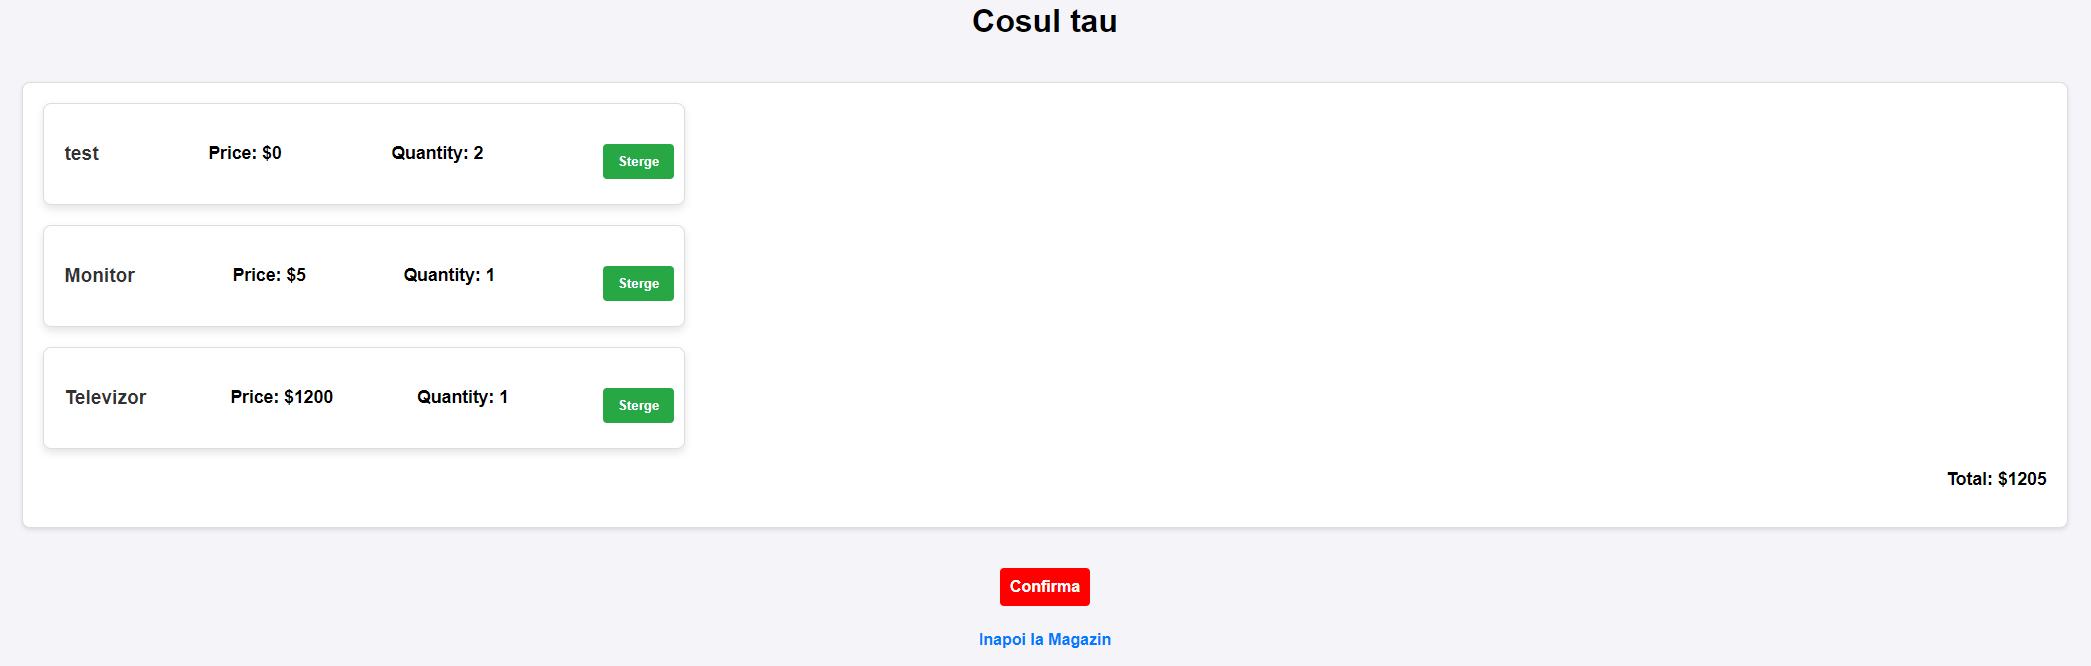 Cosul tau
test Price: $0 Quantity: 2 Sterge
Monitor Price: $5 Quantity: 1 Sterge
Televizor Price: $1200 Quantity: 1 Sterge
Total: $1205
Confirma
Inapoi la Magazin